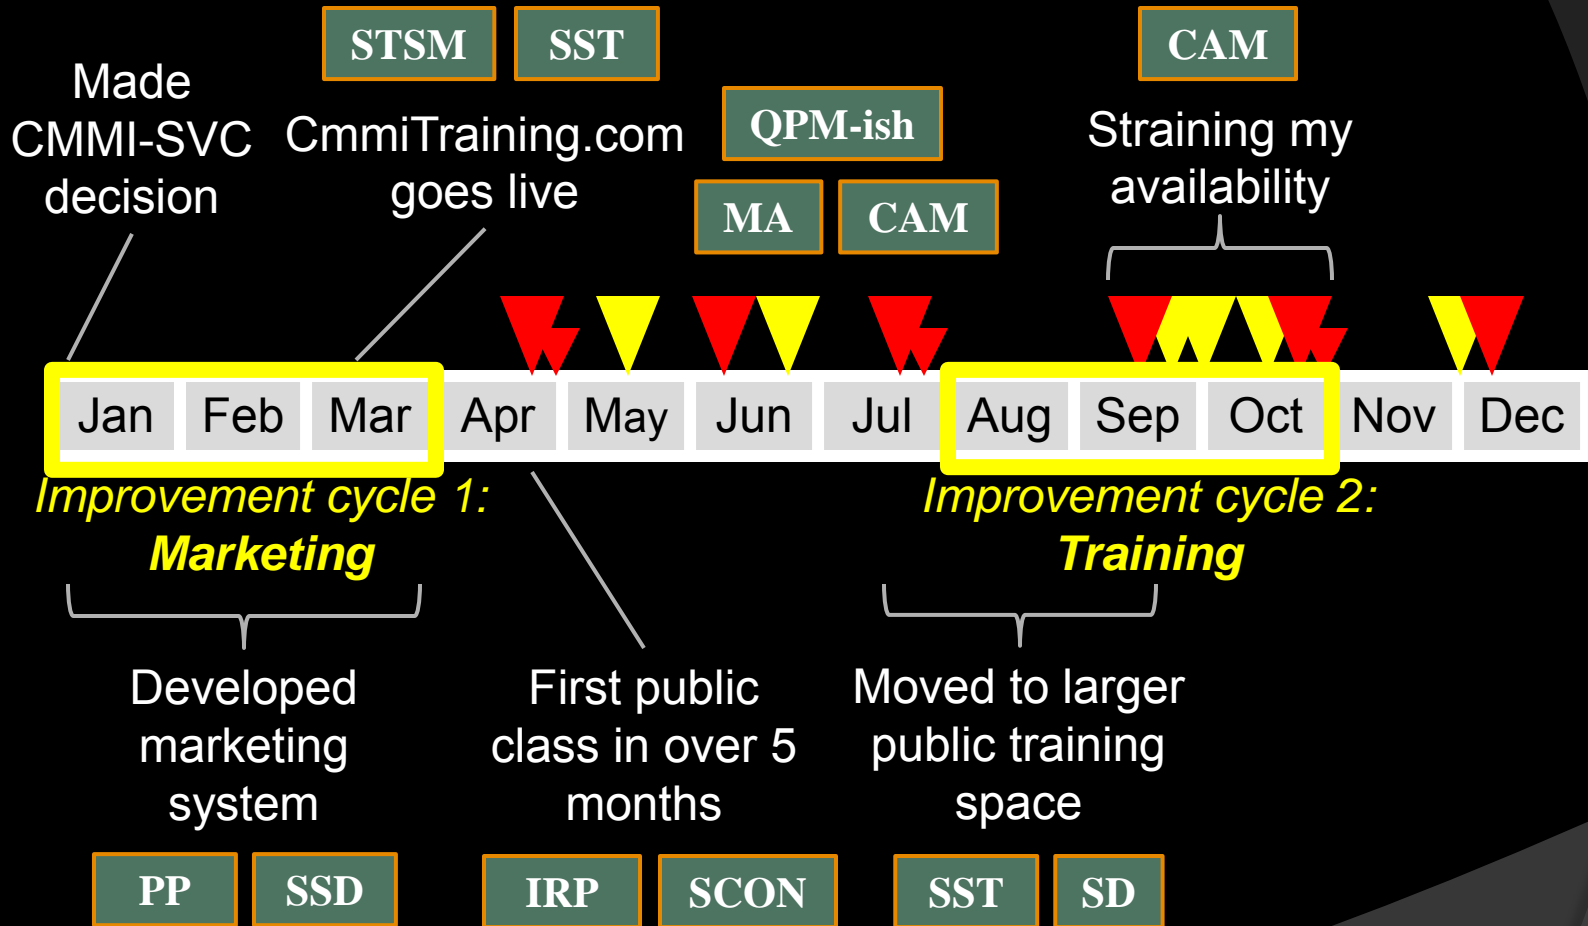 STSM
SST
CAM
Made
CMMI-SVC
decision
CmmiTraining.com
goes live
QPM-ish
MA
CAM
Straining my
availability
Jan
Feb
Mar
Apr
May
Jun
Jul
Aug
Sep
Oct
Nov
Dec
Improvement cycle 1:
Marketing
Improvement cycle 2:
Training
Developed
marketing
system
First public
class in over 5
months
Moved to larger
public training
space
PP
SSD
IRP
SCON
SST
SD